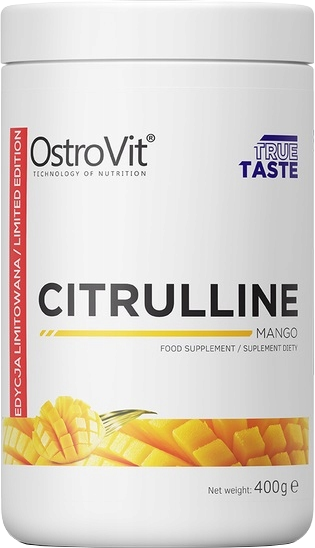 OstroVit®
TECHNOLOGY OF NUTRITION
TRUE
TASTE
EDYCJA LIMITOWANA / LIMITED EDITION
CITRULLINE
MANGO
FOOD SUPPLEMENT / SUPLEMENT DIETY
Net weight: 400g ℮